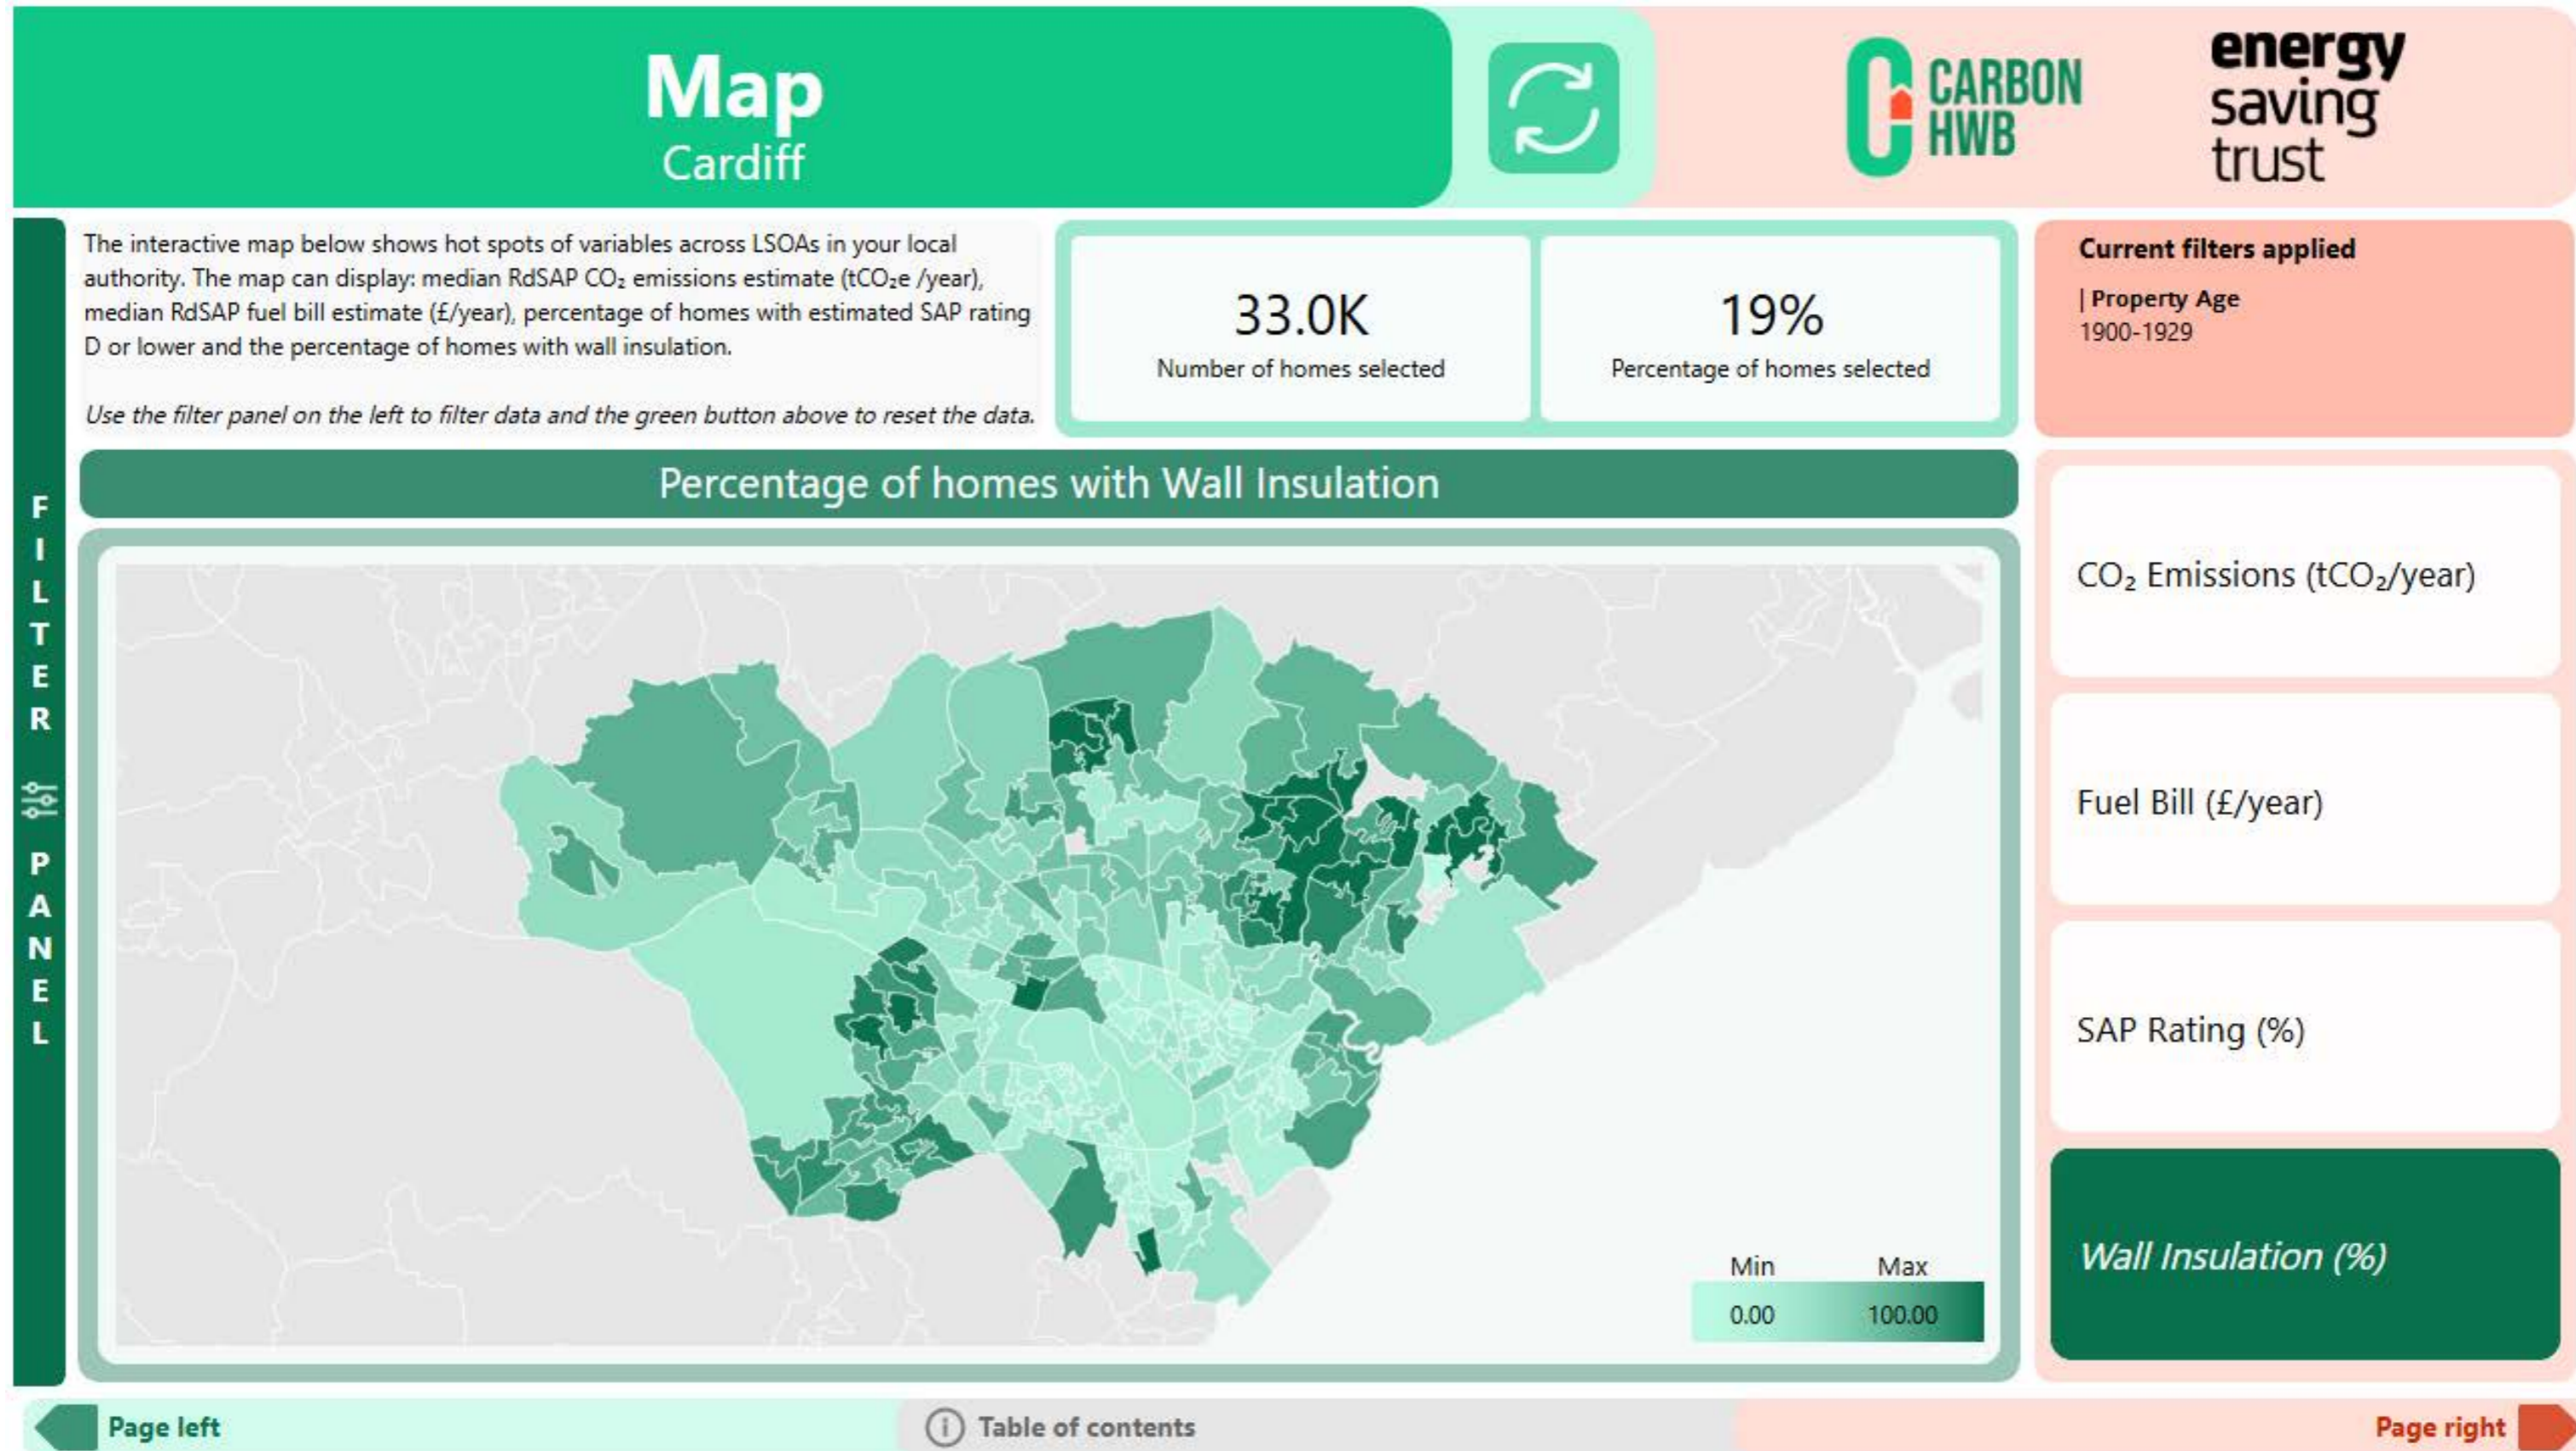 Map
Cardiff
CARBON
HWB
energy
saving
trust
The interactive map below shows hot spots of variables across LSOAs in your local
authority. The map can display: median RdSAP CO₂ emissions estimate (tCO₂e /year),
median RdSAP fuel bill estimate (£/year), percentage of homes with estimated SAP rating
D or lower and the percentage of homes with wall insulation.
Use the filter panel on the left to filter data and the green button above to reset the data.
33.0K
Number of homes selected
19%
Percentage of homes selected
Current filters applied
| Property Age
1900-1929
FILTER PANEL
Percentage of homes with Wall Insulation
CO₂ Emissions (tCO₂/year)
Fuel Bill (£/year)
SAP Rating (%)
Wall Insulation (%)
Min Max
0.00 100.00
Page left
Table of contents
Page right